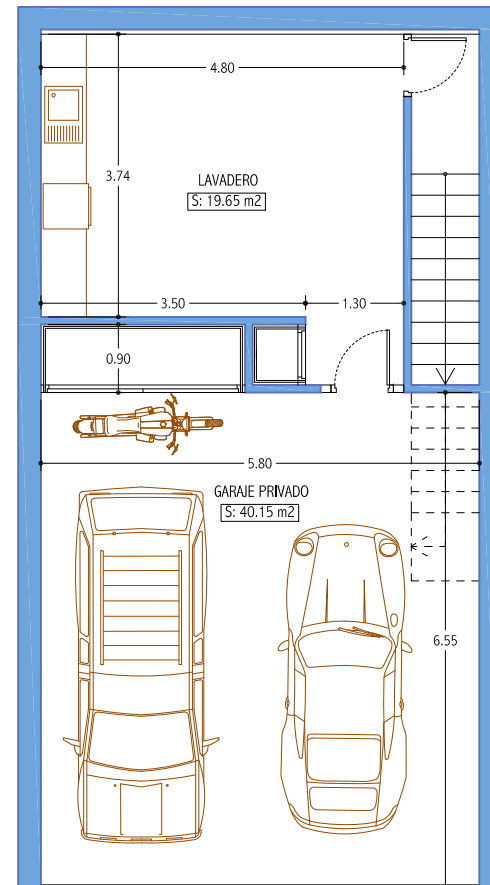 4.80
3.74
LAVADERO
S: 19.65 m2
3.50
1.30
0.90
5.80
GARAJE PRIVADO
S: 40.15 m2
6.55